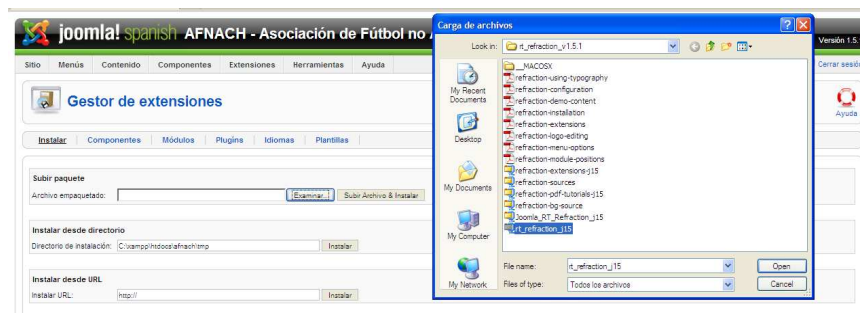 joomla! spanish AFNACH - Asociación de Fútbol no A
Versión 1.5.
Sitio Menús Contenido Componentes Extensiones Herramientas Ayuda
Cerrar sesión
Gestor de extensiones
Ayuda
Instalar Componentes Módulos Plugins Idiomas Plantillas
Subir paquete
Archivo empaquetado: Examinar... Subir Archivo & Instalar
Instalar desde directorio
Directorio de instalación: C:\xampp\htdocs\afnach\tmp Instalar
Instalar desde URL
Instalar URL: http:// Instalar
Carga de archivos
Look in: rt_refraction_v1.5.1
My Recent Documents
Desktop
My Documents
My Computer
My Network
__MACOSX
refraction-using-typography
refraction-configuration
refraction-demo-content
refraction-installation
refraction-extensions
refraction-logo-editing
refraction-menu-options
refraction-module-positions
refraction-extensions-j15
refraction-sources
refraction-pdf-tutorials-j15
refraction-bg-source
Joomla_RT_Refraction_j15
rt_refraction_j15
File name: rt_refraction_j15 Open
Files of type: Todos los archivos Cancel